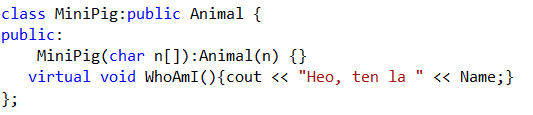 class MiniPig:public Animal {
public:
MiniPig(char n[]):Animal(n) {}
virtual void WhoAmI(){cout << "Heo, ten la " << Name;}
};